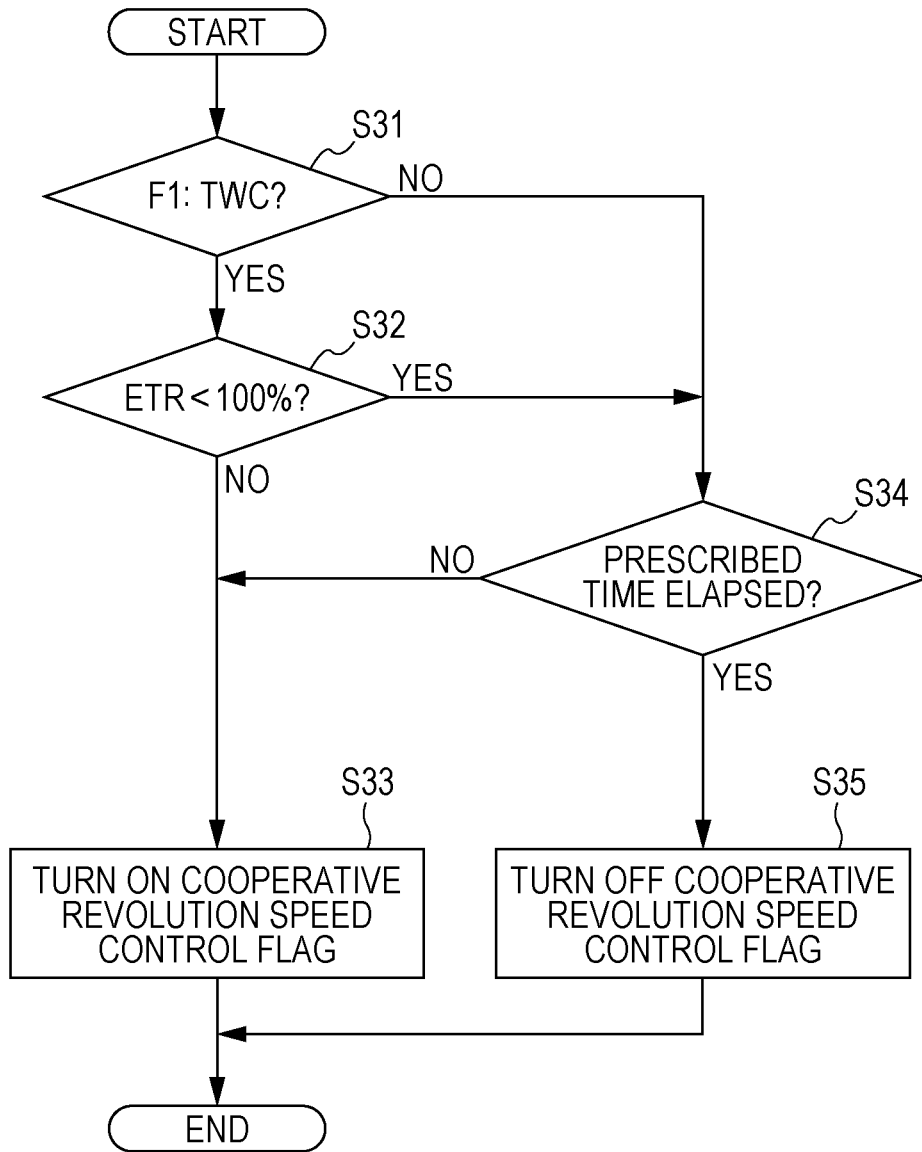 START
S31
F1: TWC?
NO
YES
S32
ETR < 100%?
YES
NO
S34
PRESCRIBED
TIME ELAPSED?
NO
YES
S33
TURN ON COOPERATIVE
REVOLUTION SPEED
CONTROL FLAG
S35
TURN OFF COOPERATIVE
REVOLUTION SPEED
CONTROL FLAG
END